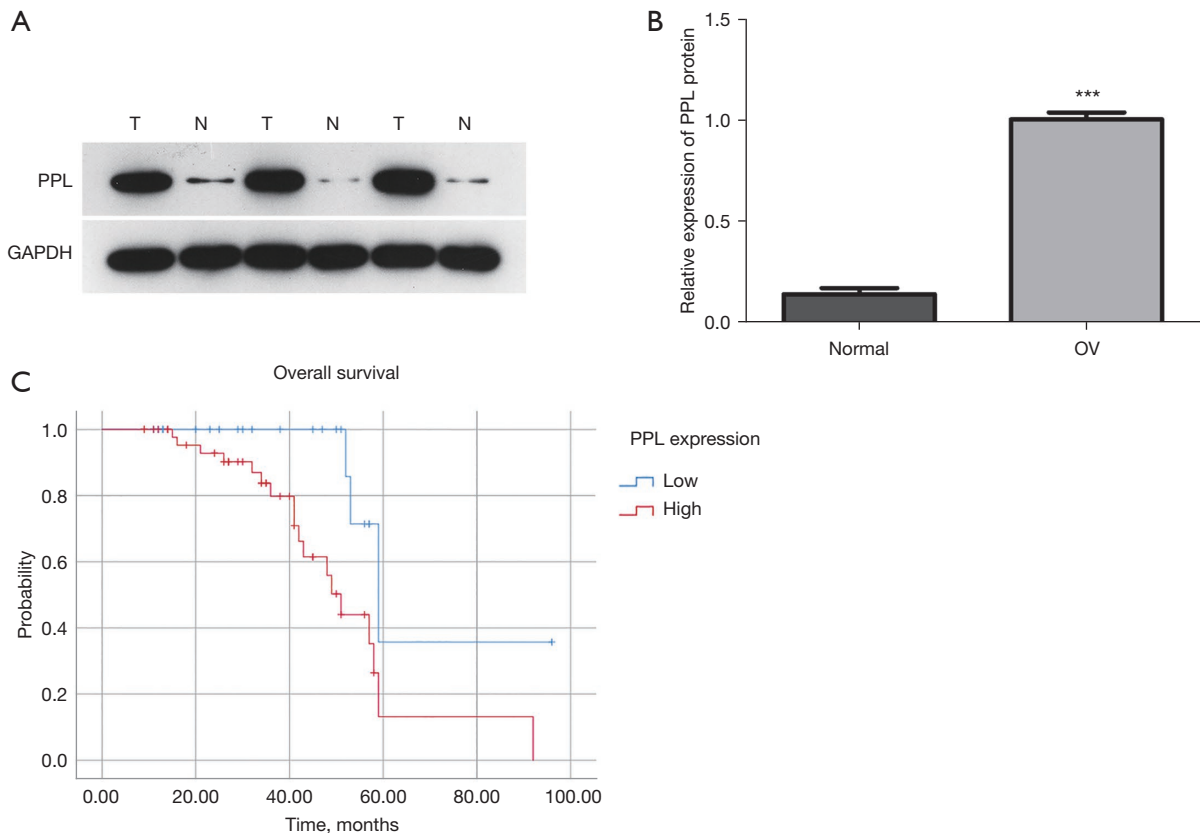 A
T N T N T N
PPL
GAPDH
B
Relative expression of PPL protein
1.5
1.0
0.5
0.0
***
Normal OV
C
Overall survival
Probability
1.0
0.8
0.6
0.4
0.2
0.0
0.00 20.00 40.00 60.00 80.00 100.00
Time, months
PPL expression
Low
High